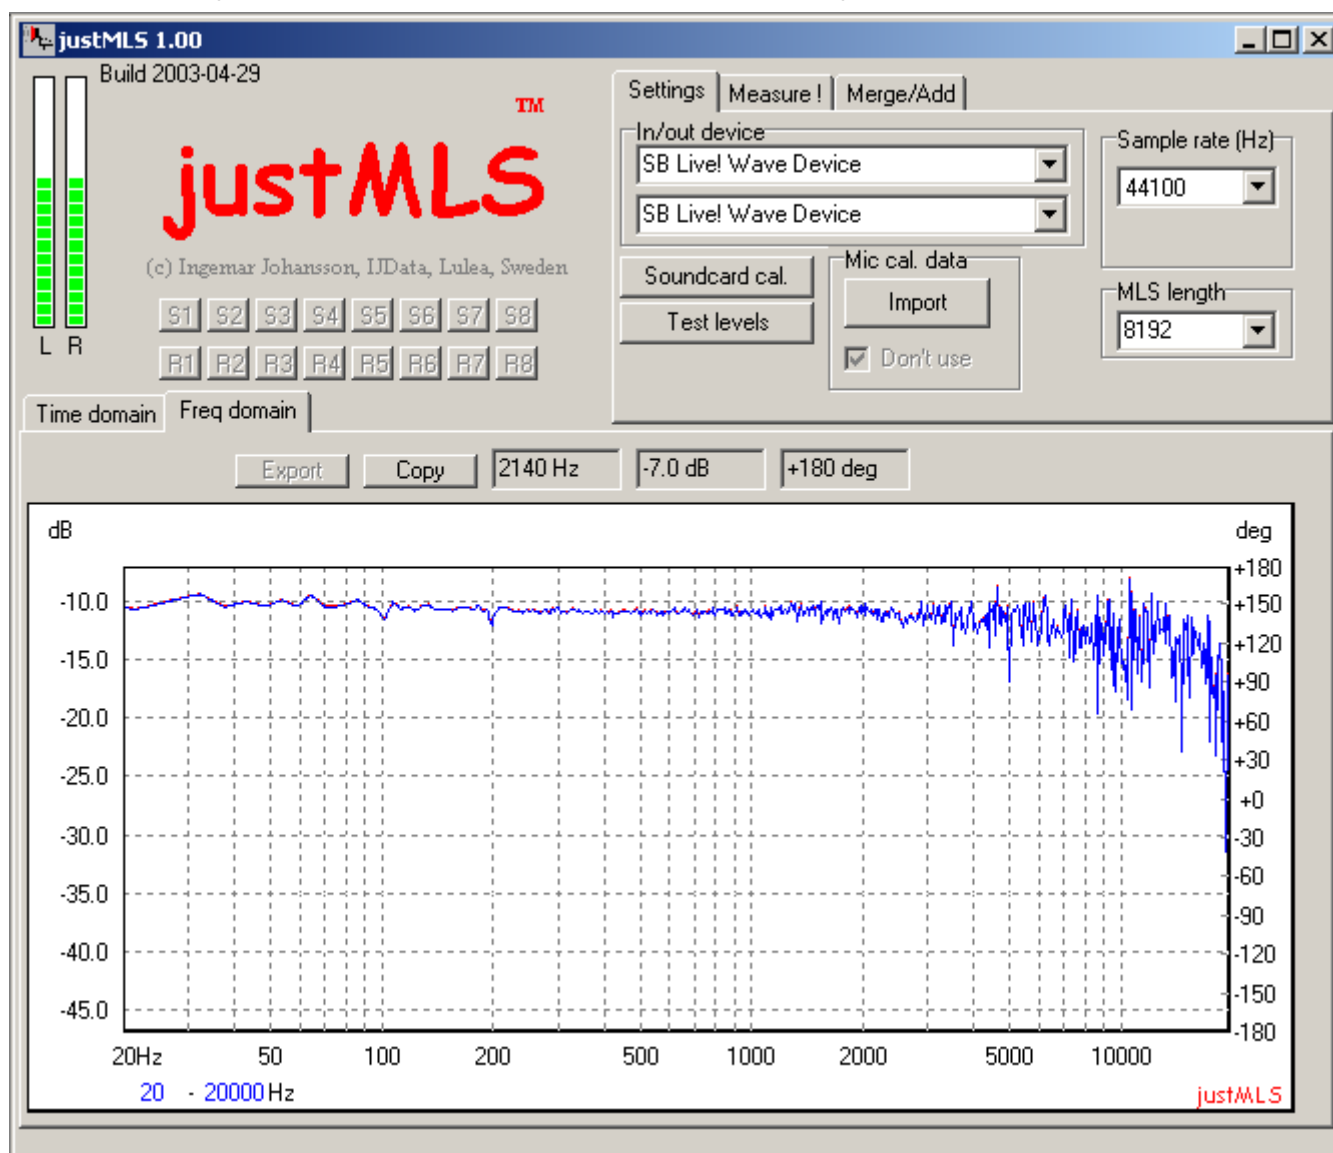 justMLS 1.00
Build 2003-04-29
TM
justMLS
(c) Ingemar Johansson, IJData, Lulea, Sweden
S1 S2 S3 S4 S5 S6 S7 S8
R1 R2 R3 R4 R5 R6 R7 R8
L R
Settings Measure ! Merge/Add
In/out device
SB Live! Wave Device
SB Live! Wave Device
Sample rate (Hz)
44100
Soundcard cal.
Test levels
Mic cal. data
Import
Don't use
MLS length
8192
Time domain Freq domain
Export Copy 2140 Hz -7.0 dB +180 deg
dB deg
-10.0
-15.0
-20.0
-25.0
-30.0
-35.0
-40.0
-45.0
+180
+150
+120
+90
+60
+30
+0
-30
-60
-90
-120
-150
-180
20Hz 50 100 200 500 1000 2000 5000 10000
20 - 20000 Hz
justMLS